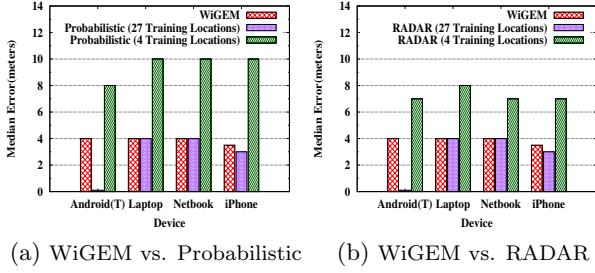 14
12
10
8
6
4
2
0
Median Error(meters)
WiGEM
Probabilistic (27 Training Locations)
Probabilistic (4 Training Locations)
Android(T) Laptop Netbook iPhone
Device
(a) WiGEM vs. Probabilistic
14
12
10
8
6
4
2
0
Median Error(meters)
WiGEM
RADAR (27 Training Locations)
RADAR (4 Training Locations)
Android(T) Laptop Netbook iPhone
Device
(b) WiGEM vs. RADAR